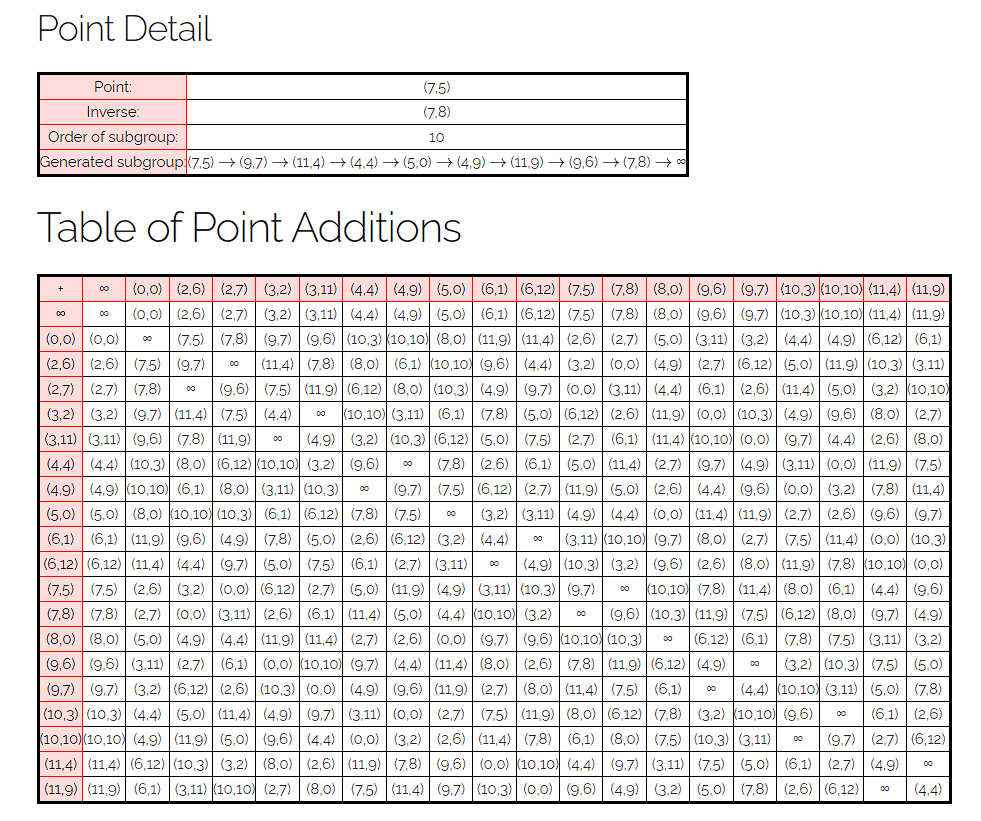 Point Detail
Point: (7,5)
Inverse: (7,8)
Order of subgroup: 10
Generated subgroup: (7,5) → (9,7) → (11,4) → (4,4) → (5,0) → (4,9) → (11,9) → (9,6) → (7,8) → ∞
Table of Point Additions
+ ∞ (0,0) (2,6) (2,7) (3,2) (3,11) (4,4) (4,9) (5,0) (6,1) (6,12) (7,5) (7,8) (8,0) (9,6) (9,7) (10,3) (10,10) (11,4) (11,9)
∞ ∞ (0,0) (2,6) (2,7) (3,2) (3,11) (4,4) (4,9) (5,0) (6,1) (6,12) (7,5) (7,8) (8,0) (9,6) (9,7) (10,3) (10,10) (11,4) (11,9)
(0,0) (0,0) ∞ (7,5) (7,8) (9,7) (9,6) (10,3) (10,10) (8,0) (11,9) (11,4) (2,6) (2,7) (5,0) (3,11) (3,2) (4,4) (4,9) (6,12) (6,1)
(2,6) (2,6) (7,5) (9,7) ∞ (11,4) (7,8) (8,0) (6,1) (10,10) (9,6) (4,4) (3,2) (0,0) (4,9) (2,7) (6,12) (5,0) (11,9) (10,3) (3,11)
(2,7) (2,7) (7,8) ∞ (9,6) (7,5) (11,9) (6,12) (8,0) (10,3) (4,9) (9,7) (0,0) (3,11) (4,4) (6,1) (2,6) (11,4) (5,0) (3,2) (10,10)
(3,2) (3,2) (9,7) (11,4) (7,5) (4,4) ∞ (10,10) (3,11) (6,1) (7,8) (5,0) (6,12) (2,6) (11,9) (0,0) (10,3) (4,9) (9,6) (8,0) (2,7)
(3,11) (3,11) (9,6) (7,8) (11,9) ∞ (4,9) (3,2) (10,3) (6,12) (5,0) (7,5) (2,7) (6,1) (11,4) (10,10) (0,0) (9,7) (4,4) (2,6) (8,0)
(4,4) (4,4) (10,3) (8,0) (6,12) (10,10) (3,2) (9,6) ∞ (7,8) (2,6) (6,1) (5,0) (11,4) (2,7) (9,7) (4,9) (3,11) (0,0) (11,9) (7,5)
(4,9) (4,9) (10,10) (6,1) (8,0) (3,11) (10,3) ∞ (9,7) (7,5) (6,12) (2,7) (11,9) (5,0) (2,6) (4,4) (9,6) (0,0) (3,2) (7,8) (11,4)
(5,0) (5,0) (8,0) (10,10) (10,3) (6,1) (6,12) (7,8) (7,5) ∞ (3,2) (3,11) (4,9) (4,4) (0,0) (11,4) (11,9) (2,7) (2,6) (9,6) (9,7)
(6,1) (6,1) (11,9) (9,6) (4,9) (7,8) (5,0) (2,6) (6,12) (3,2) (4,4) ∞ (3,11) (10,10) (9,7) (8,0) (2,7) (7,5) (11,4) (0,0) (10,3)
(6,12) (6,12) (11,4) (4,4) (9,7) (5,0) (7,5) (6,1) (2,7) (3,11) ∞ (4,9) (10,3) (3,2) (9,6) (2,6) (8,0) (11,9) (7,8) (10,10) (0,0)
(7,5) (7,5) (2,6) (3,2) (0,0) (6,12) (2,7) (5,0) (11,9) (4,9) (3,11) (10,3) (9,7) ∞ (10,10) (7,8) (11,4) (8,0) (6,1) (4,4) (9,6)
(7,8) (7,8) (2,7) (0,0) (3,11) (2,6) (6,1) (11,4) (5,0) (4,4) (10,10) (3,2) ∞ (9,6) (10,3) (11,9) (7,5) (6,12) (8,0) (9,7) (4,9)
(8,0) (8,0) (5,0) (4,9) (4,4) (11,9) (11,4) (2,7) (2,6) (0,0) (9,7) (9,6) (10,10) (10,3) ∞ (6,12) (6,1) (7,8) (7,5) (3,11) (3,2)
(9,6) (9,6) (3,11) (2,7) (6,1) (0,0) (10,10) (9,7) (4,4) (11,4) (8,0) (2,6) (7,8) (11,9) (6,12) (4,9) ∞ (3,2) (10,3) (7,5) (5,0)
(9,7) (9,7) (3,2) (6,12) (2,6) (10,3) (0,0) (4,9) (9,6) (11,9) (2,7) (8,0) (11,4) (7,5) (6,1) ∞ (4,4) (10,10) (3,11) (5,0) (7,8)
(10,3) (10,3) (4,4) (5,0) (11,4) (4,9) (9,7) (3,11) (0,0) (2,7) (7,5) (11,9) (8,0) (6,12) (7,8) (3,2) (10,10) (9,6) ∞ (6,1) (2,6)
(10,10) (10,10) (4,9) (11,9) (5,0) (9,6) (4,4) (0,0) (3,2) (2,6) (11,4) (7,8) (6,1) (8,0) (7,5) (10,3) (3,11) ∞ (9,7) (2,7) (6,12)
(11,4) (11,4) (6,12) (10,3) (3,2) (8,0) (2,6) (11,9) (7,8) (9,6) (0,0) (10,10) (4,4) (9,7) (3,11) (7,5) (5,0) (6,1) (2,7) (4,9) ∞
(11,9) (11,9) (6,1) (3,11) (10,10) (2,7) (8,0) (7,5) (11,4) (9,7) (10,3) (0,0) (9,6) (4,9) (3,2) (5,0) (7,8) (2,6) (6,12) ∞ (4,4)